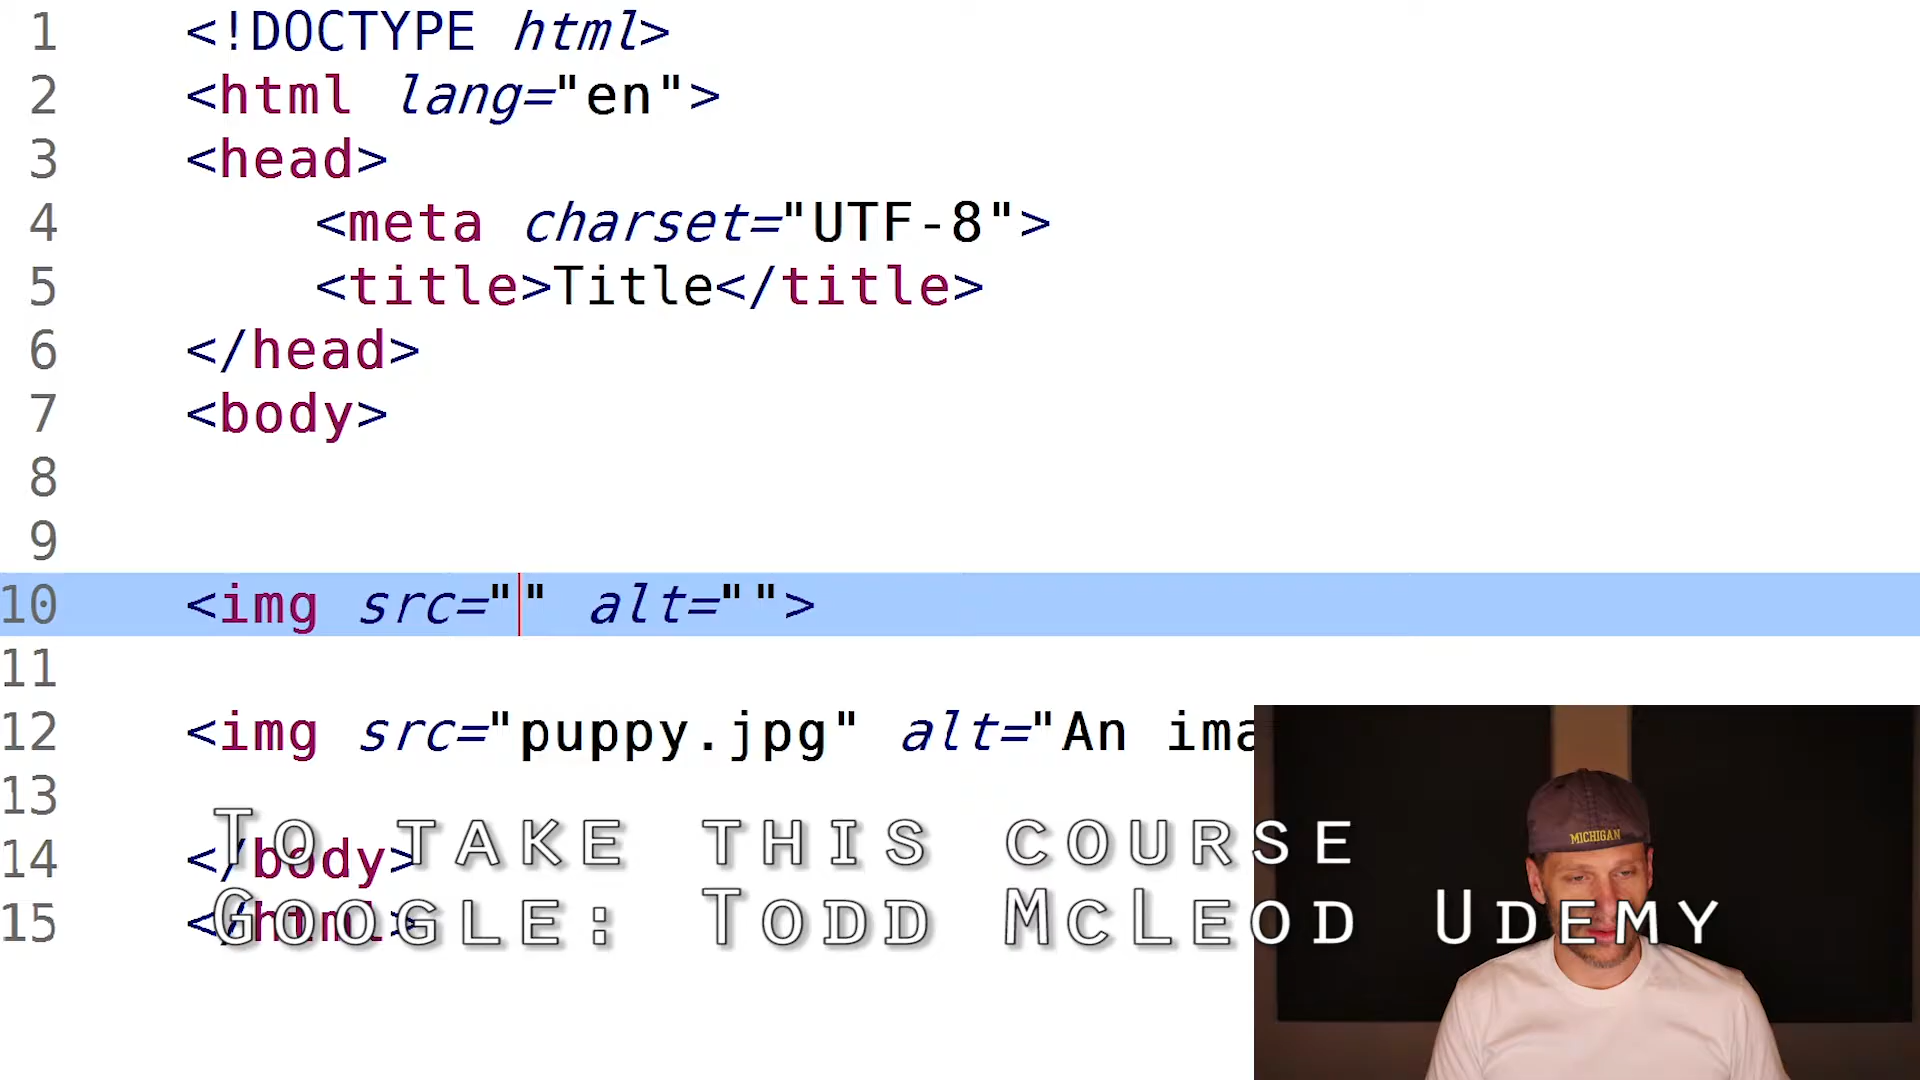 1 <!DOCTYPE html>
2 <html lang="en">
3 <head>
4 <meta charset="UTF-8">
5 <title>Title</title>
6 </head>
7 <body>
8
9
10 <img src="" alt="">
11
12 <img src="puppy.jpg" alt="An ima
13
14 </body>
15 </html>
To take this course
Google: Todd McLeod Udemy
MICHIGAN